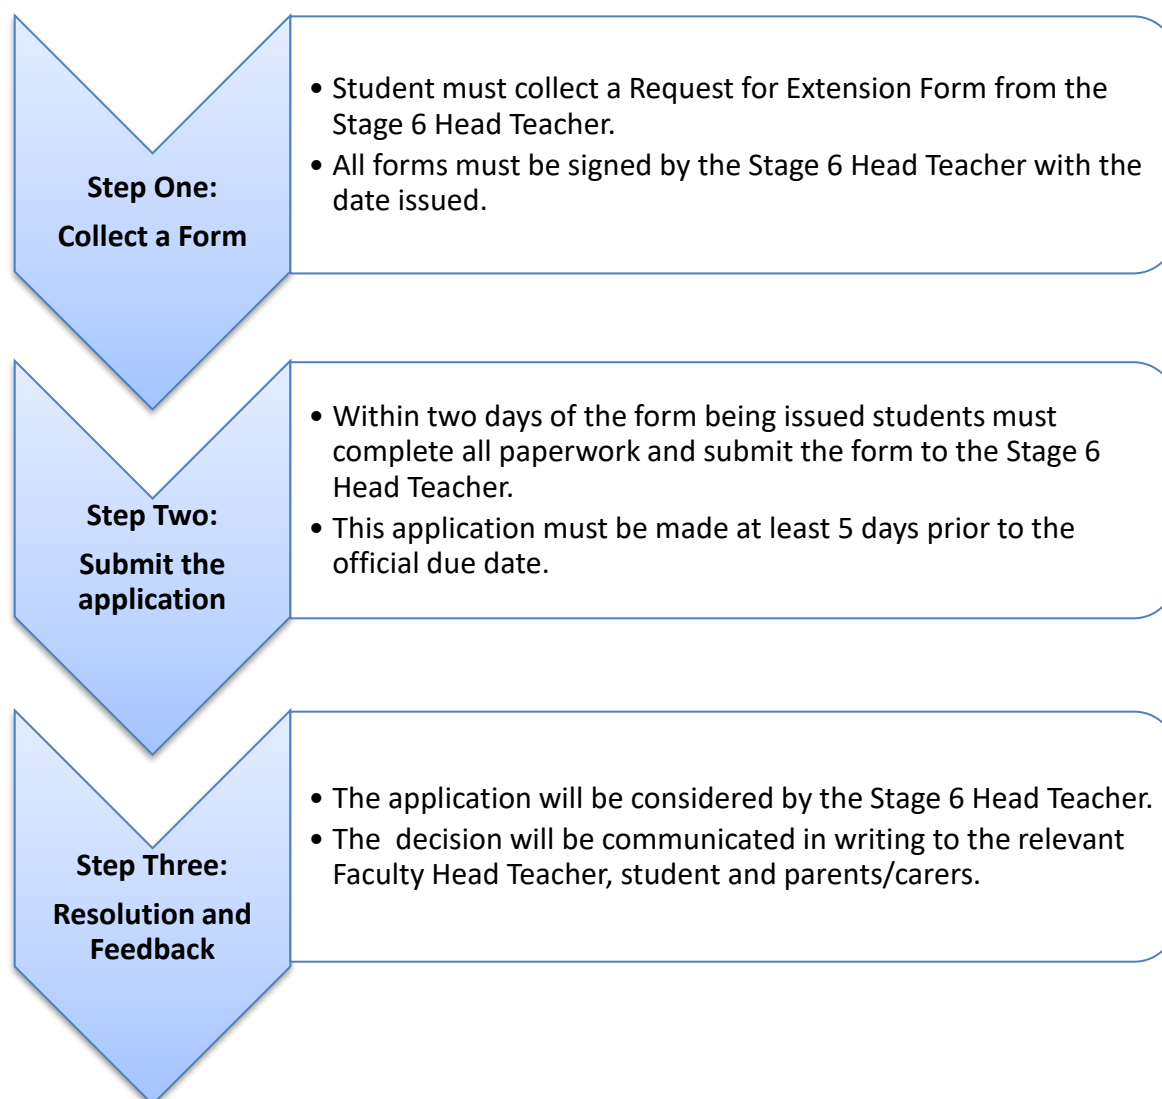 Step One:
Collect a Form
• Student must collect a Request for Extension Form from the
Stage 6 Head Teacher.
• All forms must be signed by the Stage 6 Head Teacher with the
date issued.
Step Two:
Submit the
application
• Within two days of the form being issued students must
complete all paperwork and submit the form to the Stage 6
Head Teacher.
• This application must be made at least 5 days prior to the
official due date.
Step Three:
Resolution and
Feedback
• The application will be considered by the Stage 6 Head Teacher.
• The  decision will be communicated in writing to the relevant
Faculty Head Teacher, student and parents/carers.